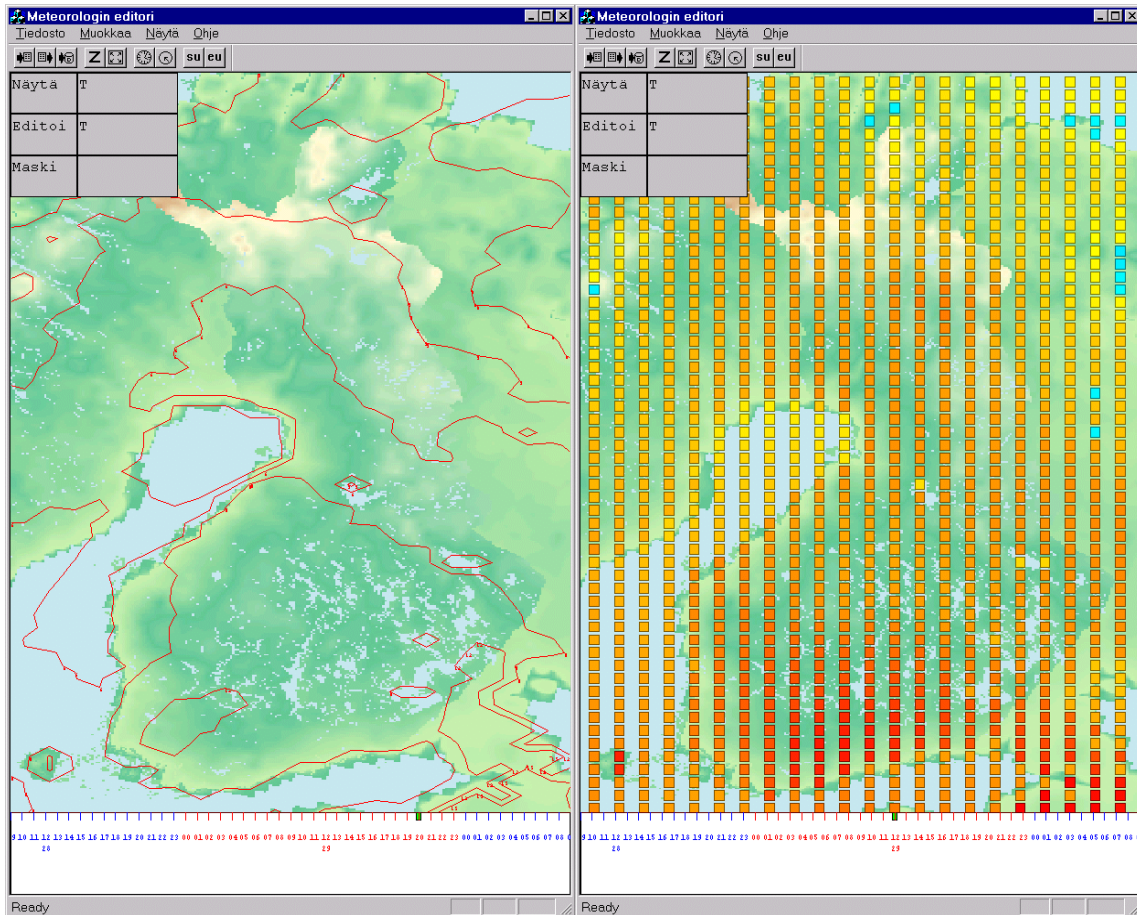 Meteorologin editori
Tiedosto Muokkaa Näytä Ohje
Z su eu
Näytä T
Editoi T
Maski
9 10 11 12 13 14 15 16 17 18 19 20 21 22 23 00 01 02 03 04 05 06 07 08 09 10 11 12 13 14 15 16 17 18 19 20 21 22 23 00 01 02 03 04 05 06 07 08
28 29
Ready
Meteorologin editori
Tiedosto Muokkaa Näytä Ohje
Z su eu
Näytä T
Editoi T
Maski
9 10 11 12 13 14 15 16 17 18 19 20 21 22 23 00 01 02 03 04 05 06 07 08 09 10 11 12 13 14 15 16 17 18 19 20 21 22 23 00 01 02 03 04 05 06 07 08
28 29
Ready